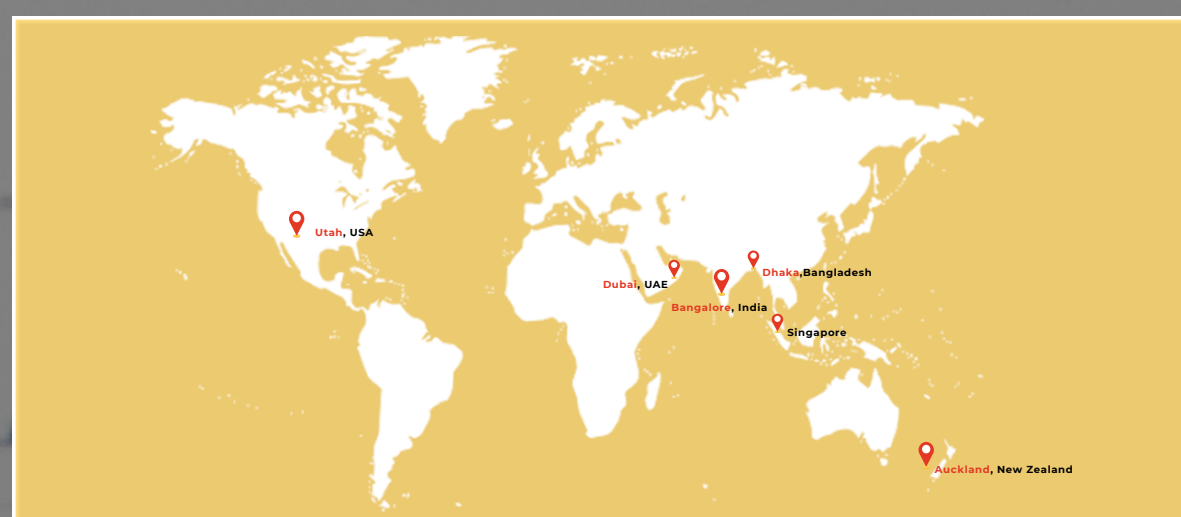 Utah, USA
Dhaka,Bangladesh
Dubai, UAE
Bangalore, India
Singapore
Auckland, New Zealand